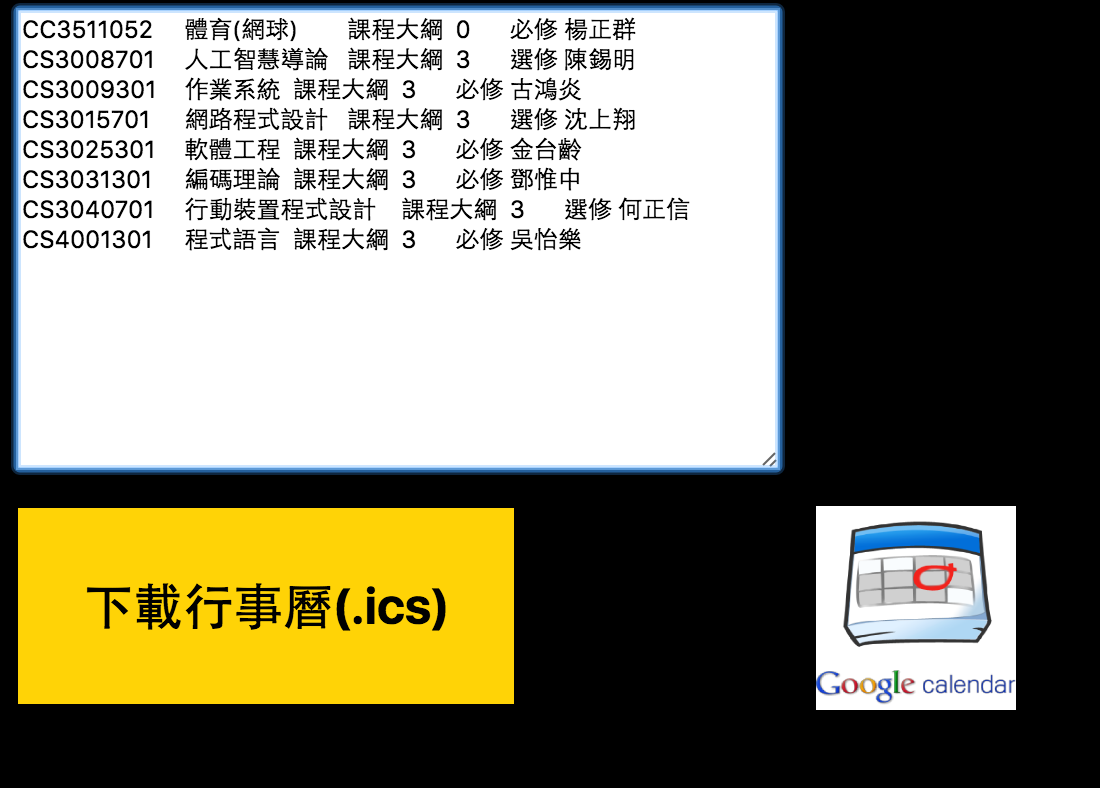 CC3511052 體育(網球) 課程大綱 0 必修 楊正群
CS3008701 人工智慧導論 課程大綱 3 選修 陳錫明
CS3009301 作業系統 課程大綱 3 必修 古鴻炎
CS3015701 網路程式設計 課程大綱 3 選修 沈上翔
CS3025301 軟體工程 課程大綱 3 必修 金台齡
CS3031301 編碼理論 課程大綱 3 必修 鄧惟中
CS3040701 行動裝置程式設計 課程大綱 3 選修 何正信
CS4001301 程式語言 課程大綱 3 必修 吳怡樂
下載行事曆(.ics)
Google calendar